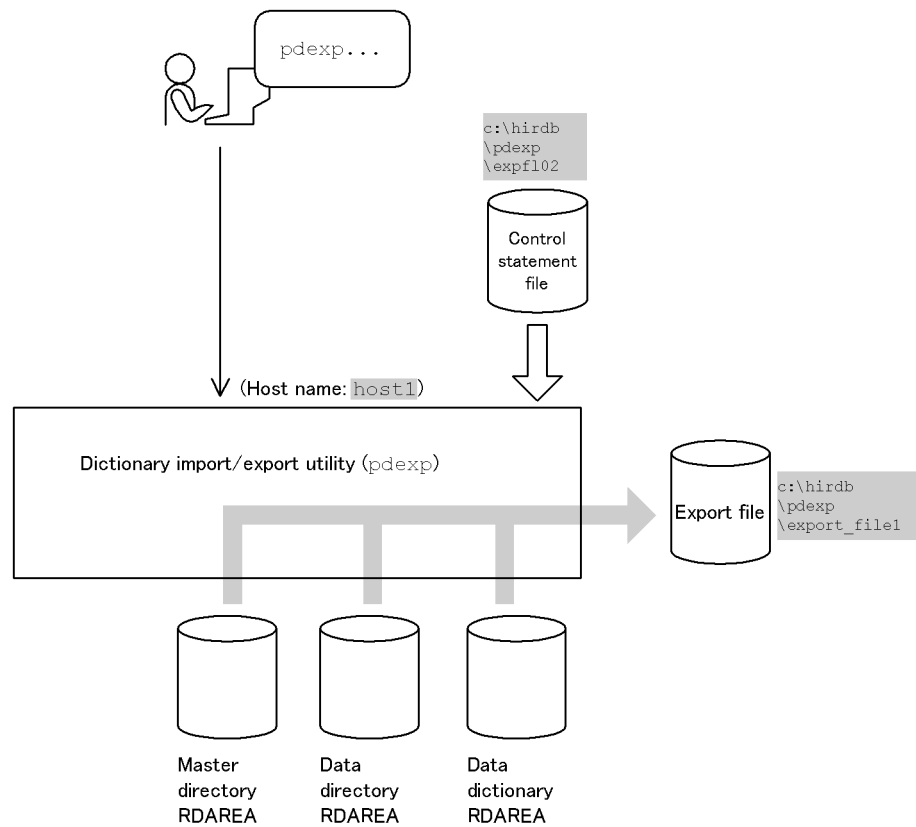 pdexp...
c:\hirdb
\pdexp
\expfl02
Control
statement
file
(Host name: host1)
Dictionary import/export utility (pdexp)
Export file
c:\hirdb
\pdexp
\export_file1
Master
directory
RDAREA
Data
directory
RDAREA
Data
dictionary
RDAREA